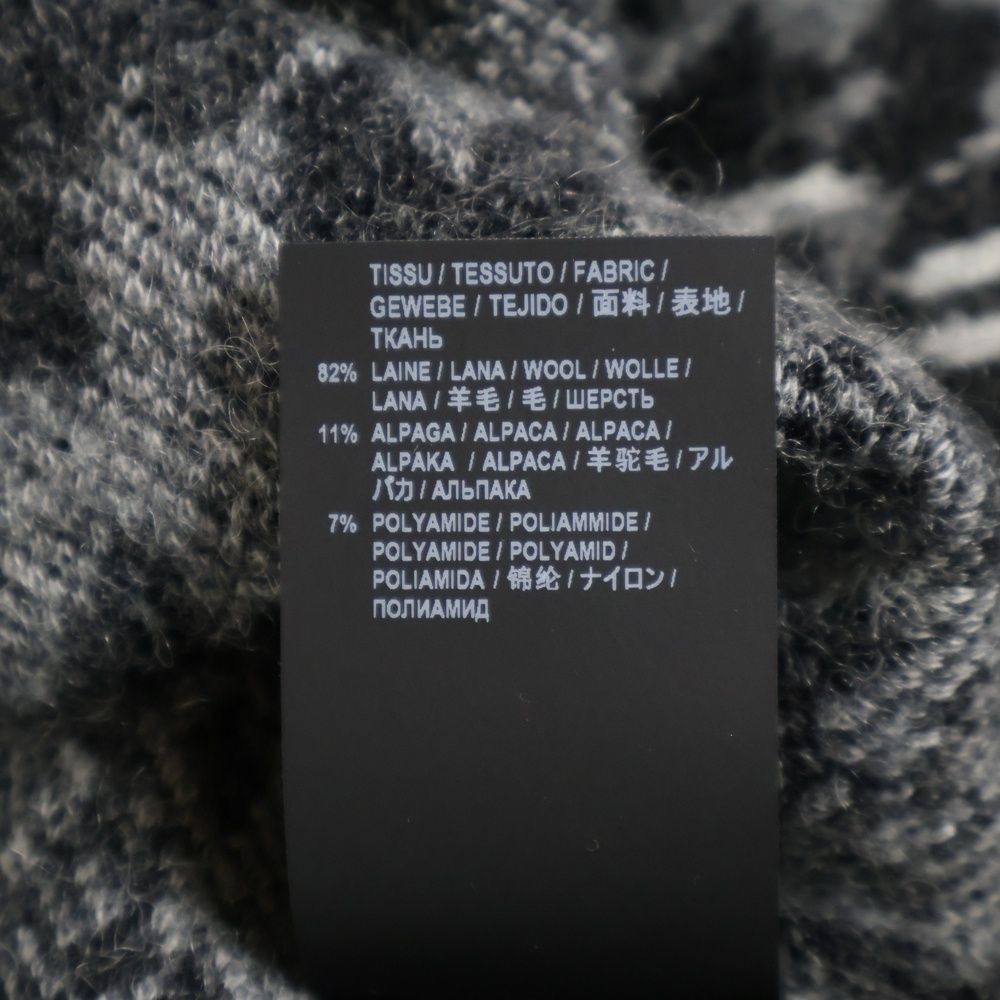 TISSU / TESSUTO / FABRIC /
GEWEBE / TEJIDO / 面料 / 表地 /
ТКАНЬ
82% LAINE / LANA / WOOL / WOLLE /
LANA / 羊毛 / 毛 / ШЕРСТЬ
11% ALPAGA / ALPACA / ALPACA /
ALPAKA / ALPACA / 羊驼毛 / アル
パカ / АЛЬПАКА
7% POLYAMIDE / POLIAMMIDE /
POLYAMIDE / POLYAMID /
POLIAMIDA / 锦纶 / ナイロン /
ПОЛИАМИД